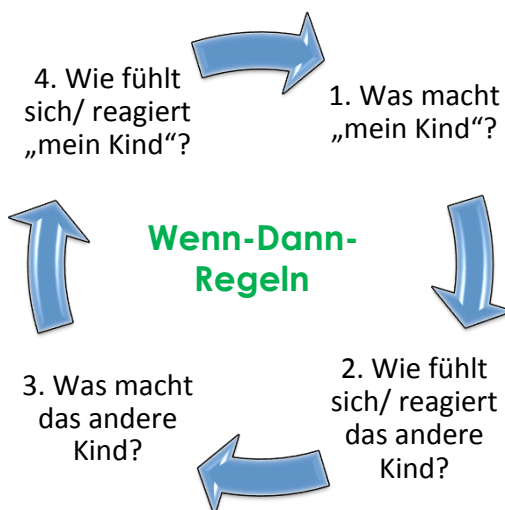 1. Was macht
„mein Kind“?
2. Wie fühlt
sich/ reagiert
das andere
Kind?
3. Was macht
das andere
Kind?
4. Wie fühlt
sich/ reagiert
„mein Kind“?
Wenn-Dann-
Regeln